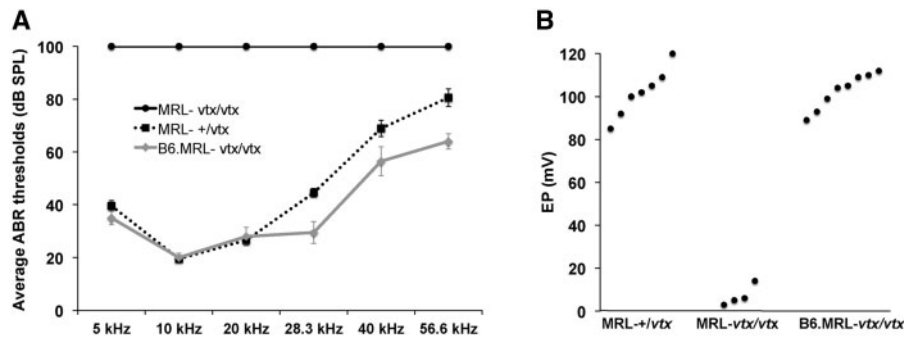 A
Average ABR thresholds (dB SPL)
100
80
60
40
20
0
MRL- vtx/vtx
MRL- +/vtx
B6.MRL- vtx/vtx
5 kHz 10 kHz 20 kHz 28.3 kHz 40 kHz 56.6 kHz
B
EP (mV)
120
100
80
60
40
20
0
MRL-+/vtx MRL-vtx/vtx B6.MRL-vtx/vtx